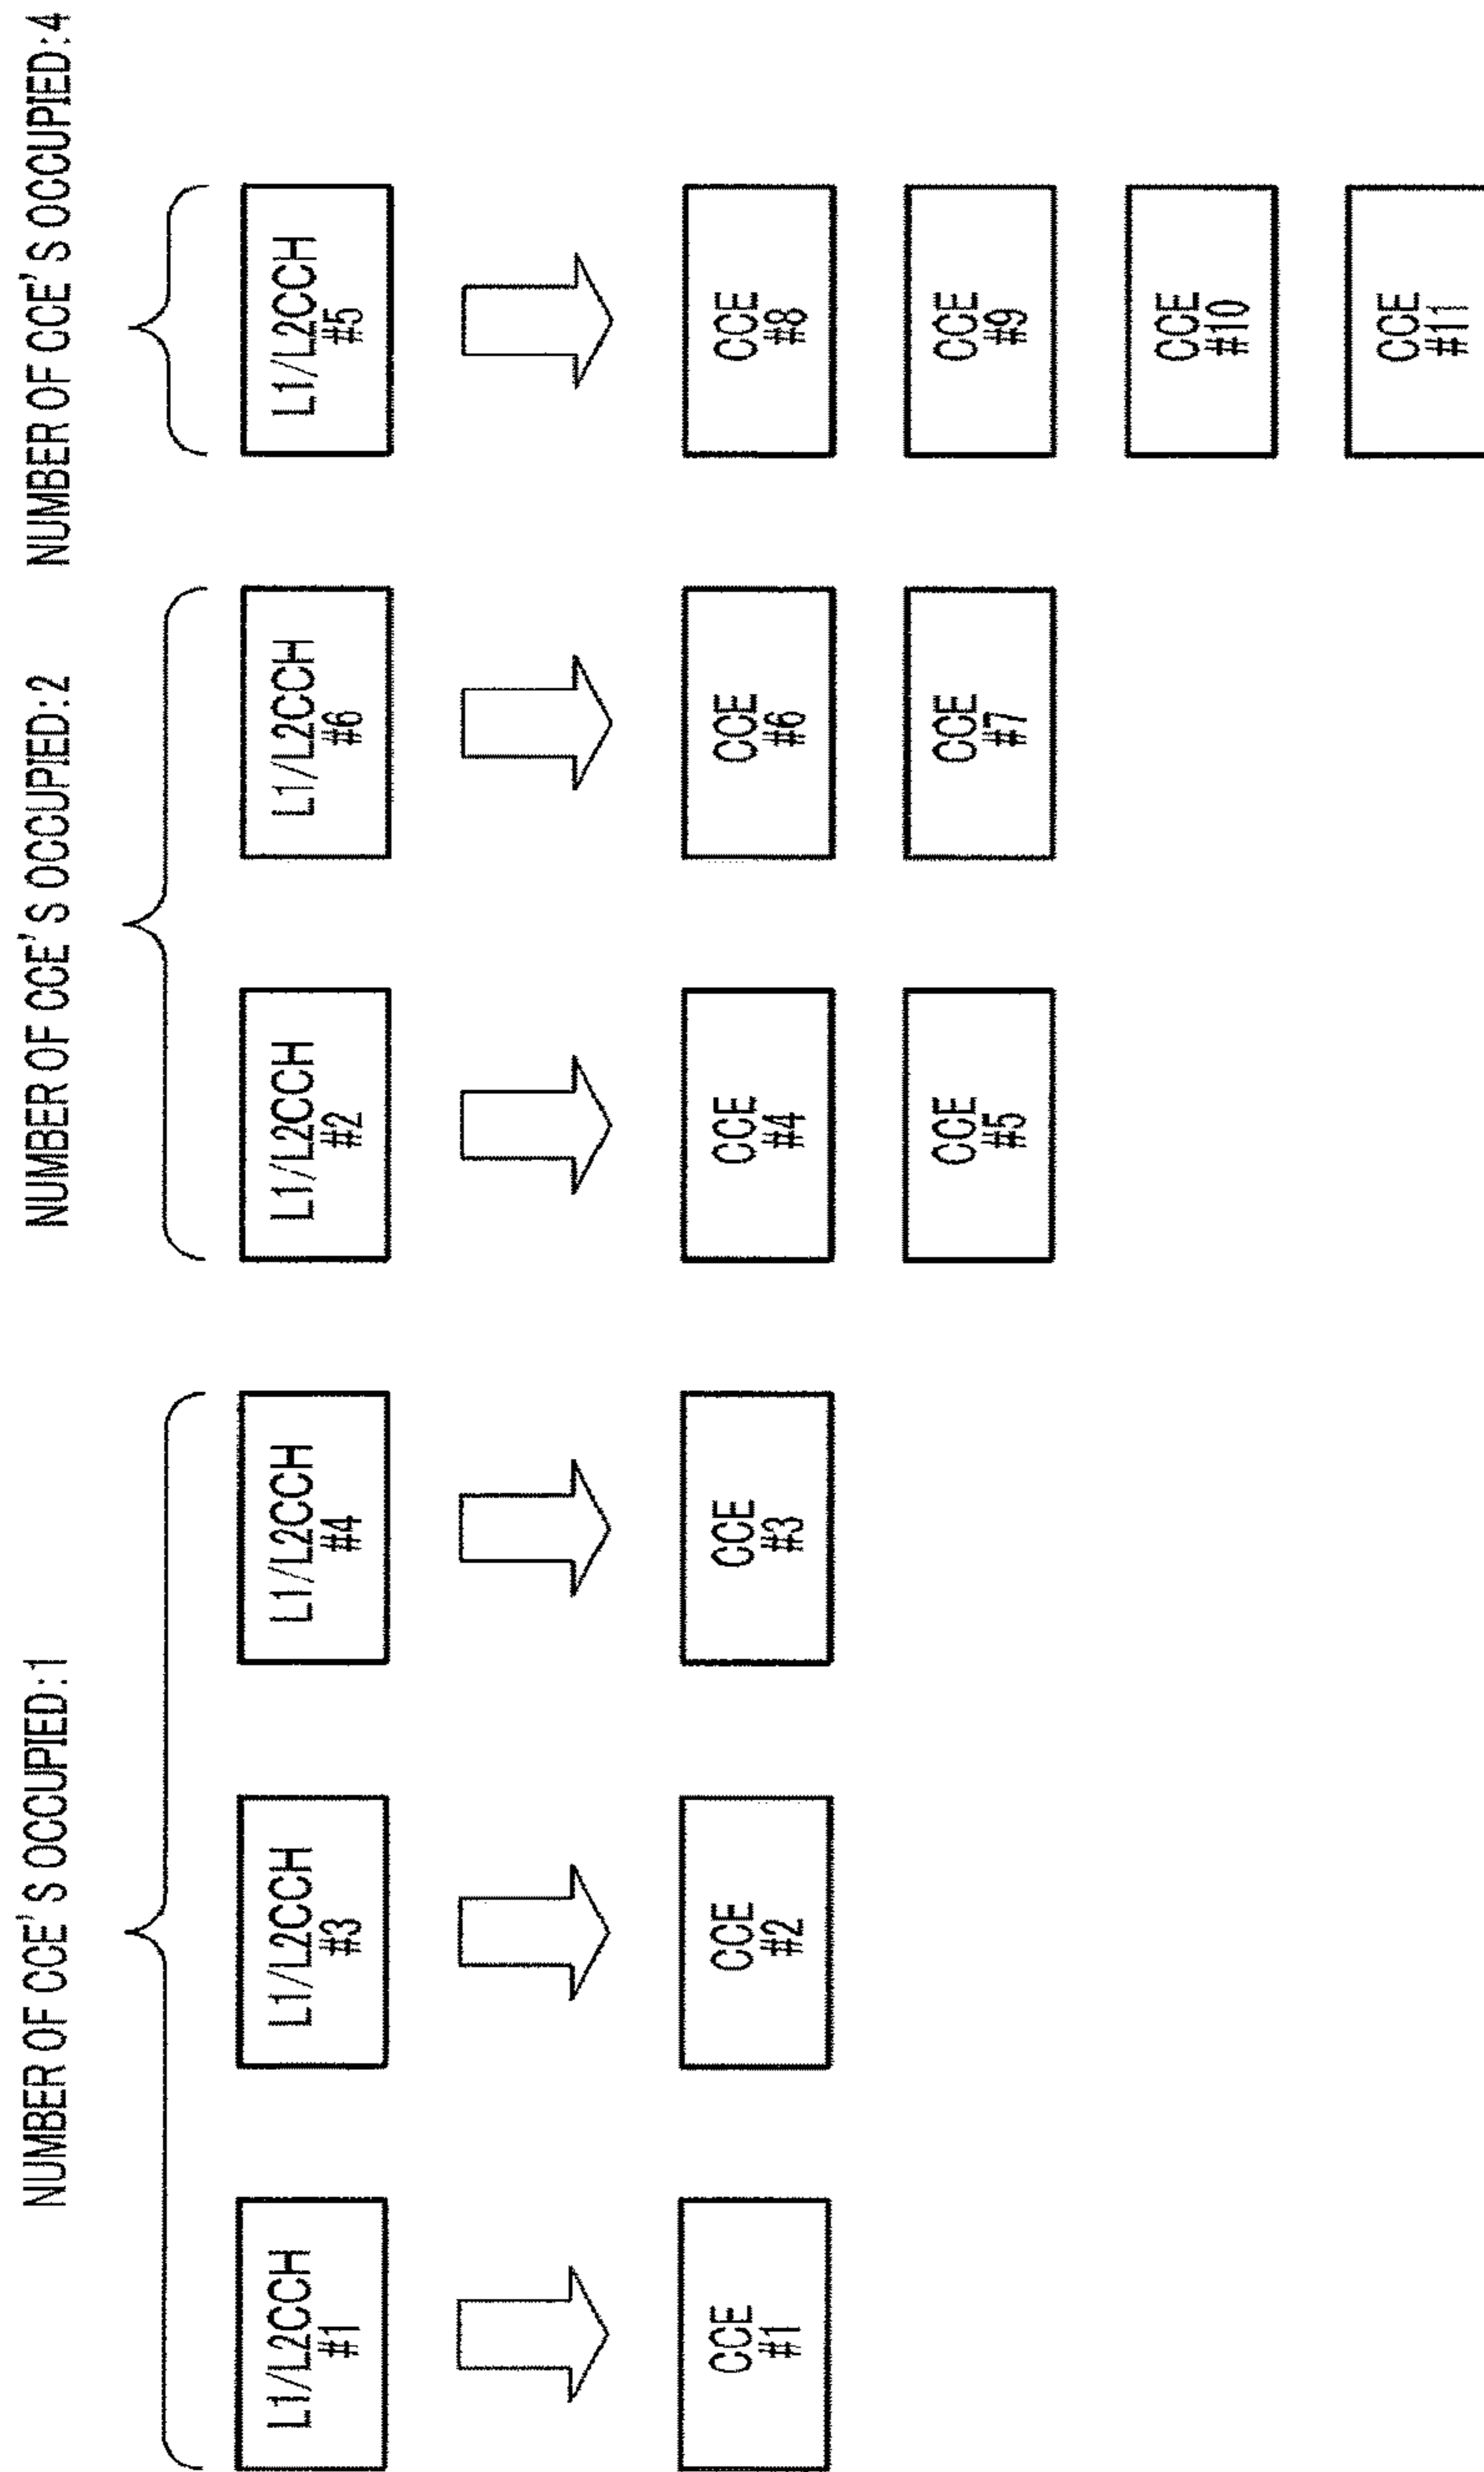 NUMBER OF CCE'S OCCUPIED:1
NUMBER OF CCE'S OCCUPIED:2
NUMBER OF CCE'S OCCUPIED:4
L1/L2CCH
#1
L1/L2CCH
#3
L1/L2CCH
#4
L1/L2CCH
#2
L1/L2CCH
#6
L1/L2CCH
#5
CCE
#1
CCE
#2
CCE
#3
CCE
#4
CCE
#6
CCE
#8
CCE
#5
CCE
#7
CCE
#9
CCE
#10
CCE
#11